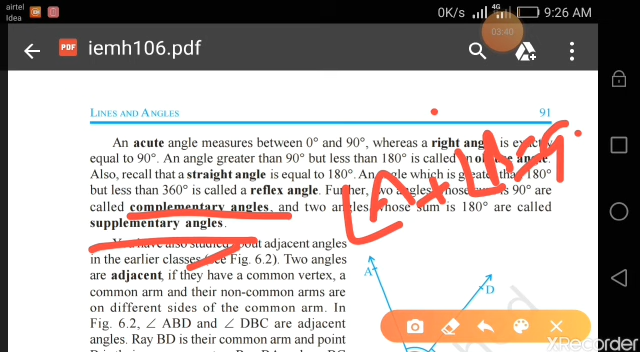 airtel
Idea
0K/s 4G 9:26 AM
03:40
PDF iemh106.pdf
LINES AND ANGLES 91
An acute angle measures between 0° and 90°, whereas a right angle is exactly
equal to 90°. An angle greater than 90° but less than 180° is called an obtuse angle.
Also, recall that a straight angle is equal to 180°. An angle which is greater than 180°
but less than 360° is called a reflex angle. Further, two angles whose sum is 90° are
called complementary angles, and two angles whose sum is 180° are called
supplementary angles.
You have also studied about adjacent angles
in the earlier classes (see Fig. 6.2). Two angles
are adjacent, if they have a common vertex, a
common arm and their non-common arms are
on different sides of the common arm. In
Fig. 6.2, ∠ ABD and ∠ DBC are adjacent
angles. Ray BD is their common arm and point
A
D
XRecorder